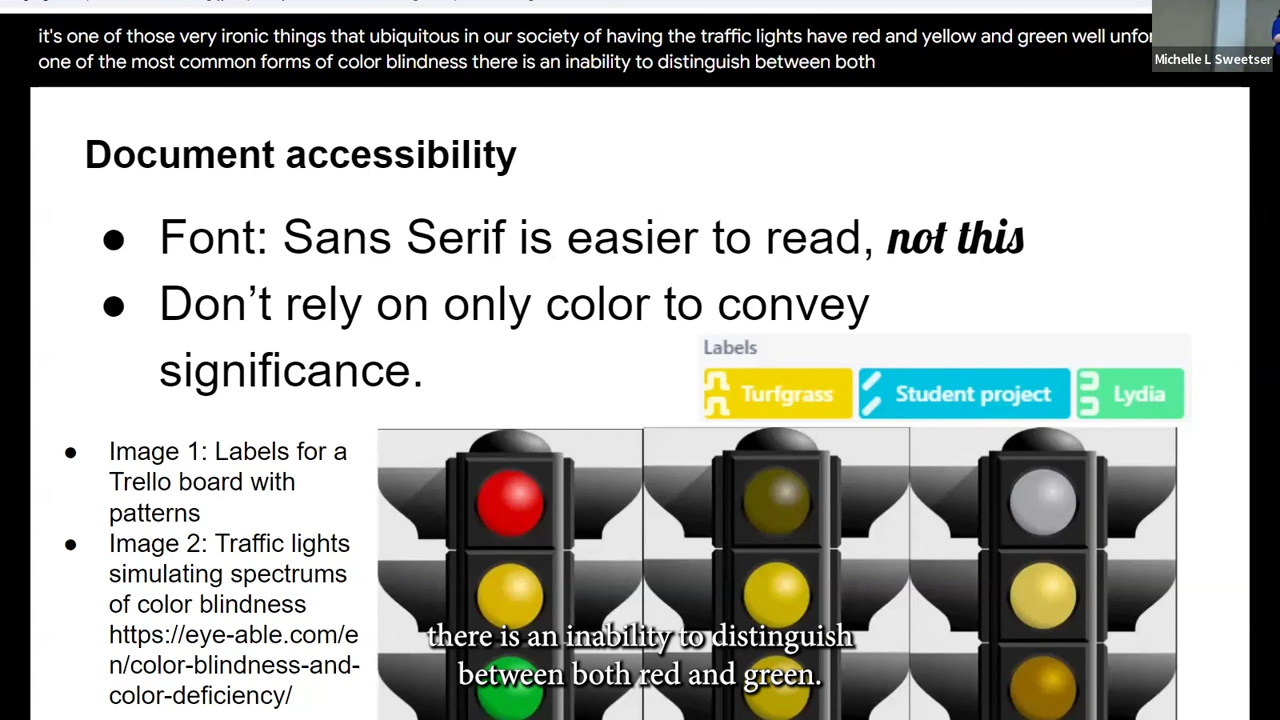 it's one of those very ironic things that ubiquitous in our society of having the traffic lights have red and yellow and green well unfor
one of the most common forms of color blindness there is an inability to distinguish between both
Michelle L Sweetser
Document accessibility
● Font: Sans Serif is easier to read, not this
● Don’t rely on only color to convey
significance.
Labels
Turfgrass
Student project
Lydia
● Image 1: Labels for a
Trello board with
patterns
● Image 2: Traffic lights
simulating spectrums
of color blindness
https://eye-able.com/e
n/color-blindness-and-
color-deficiency/
there is an inability to distinguish
between both red and green.